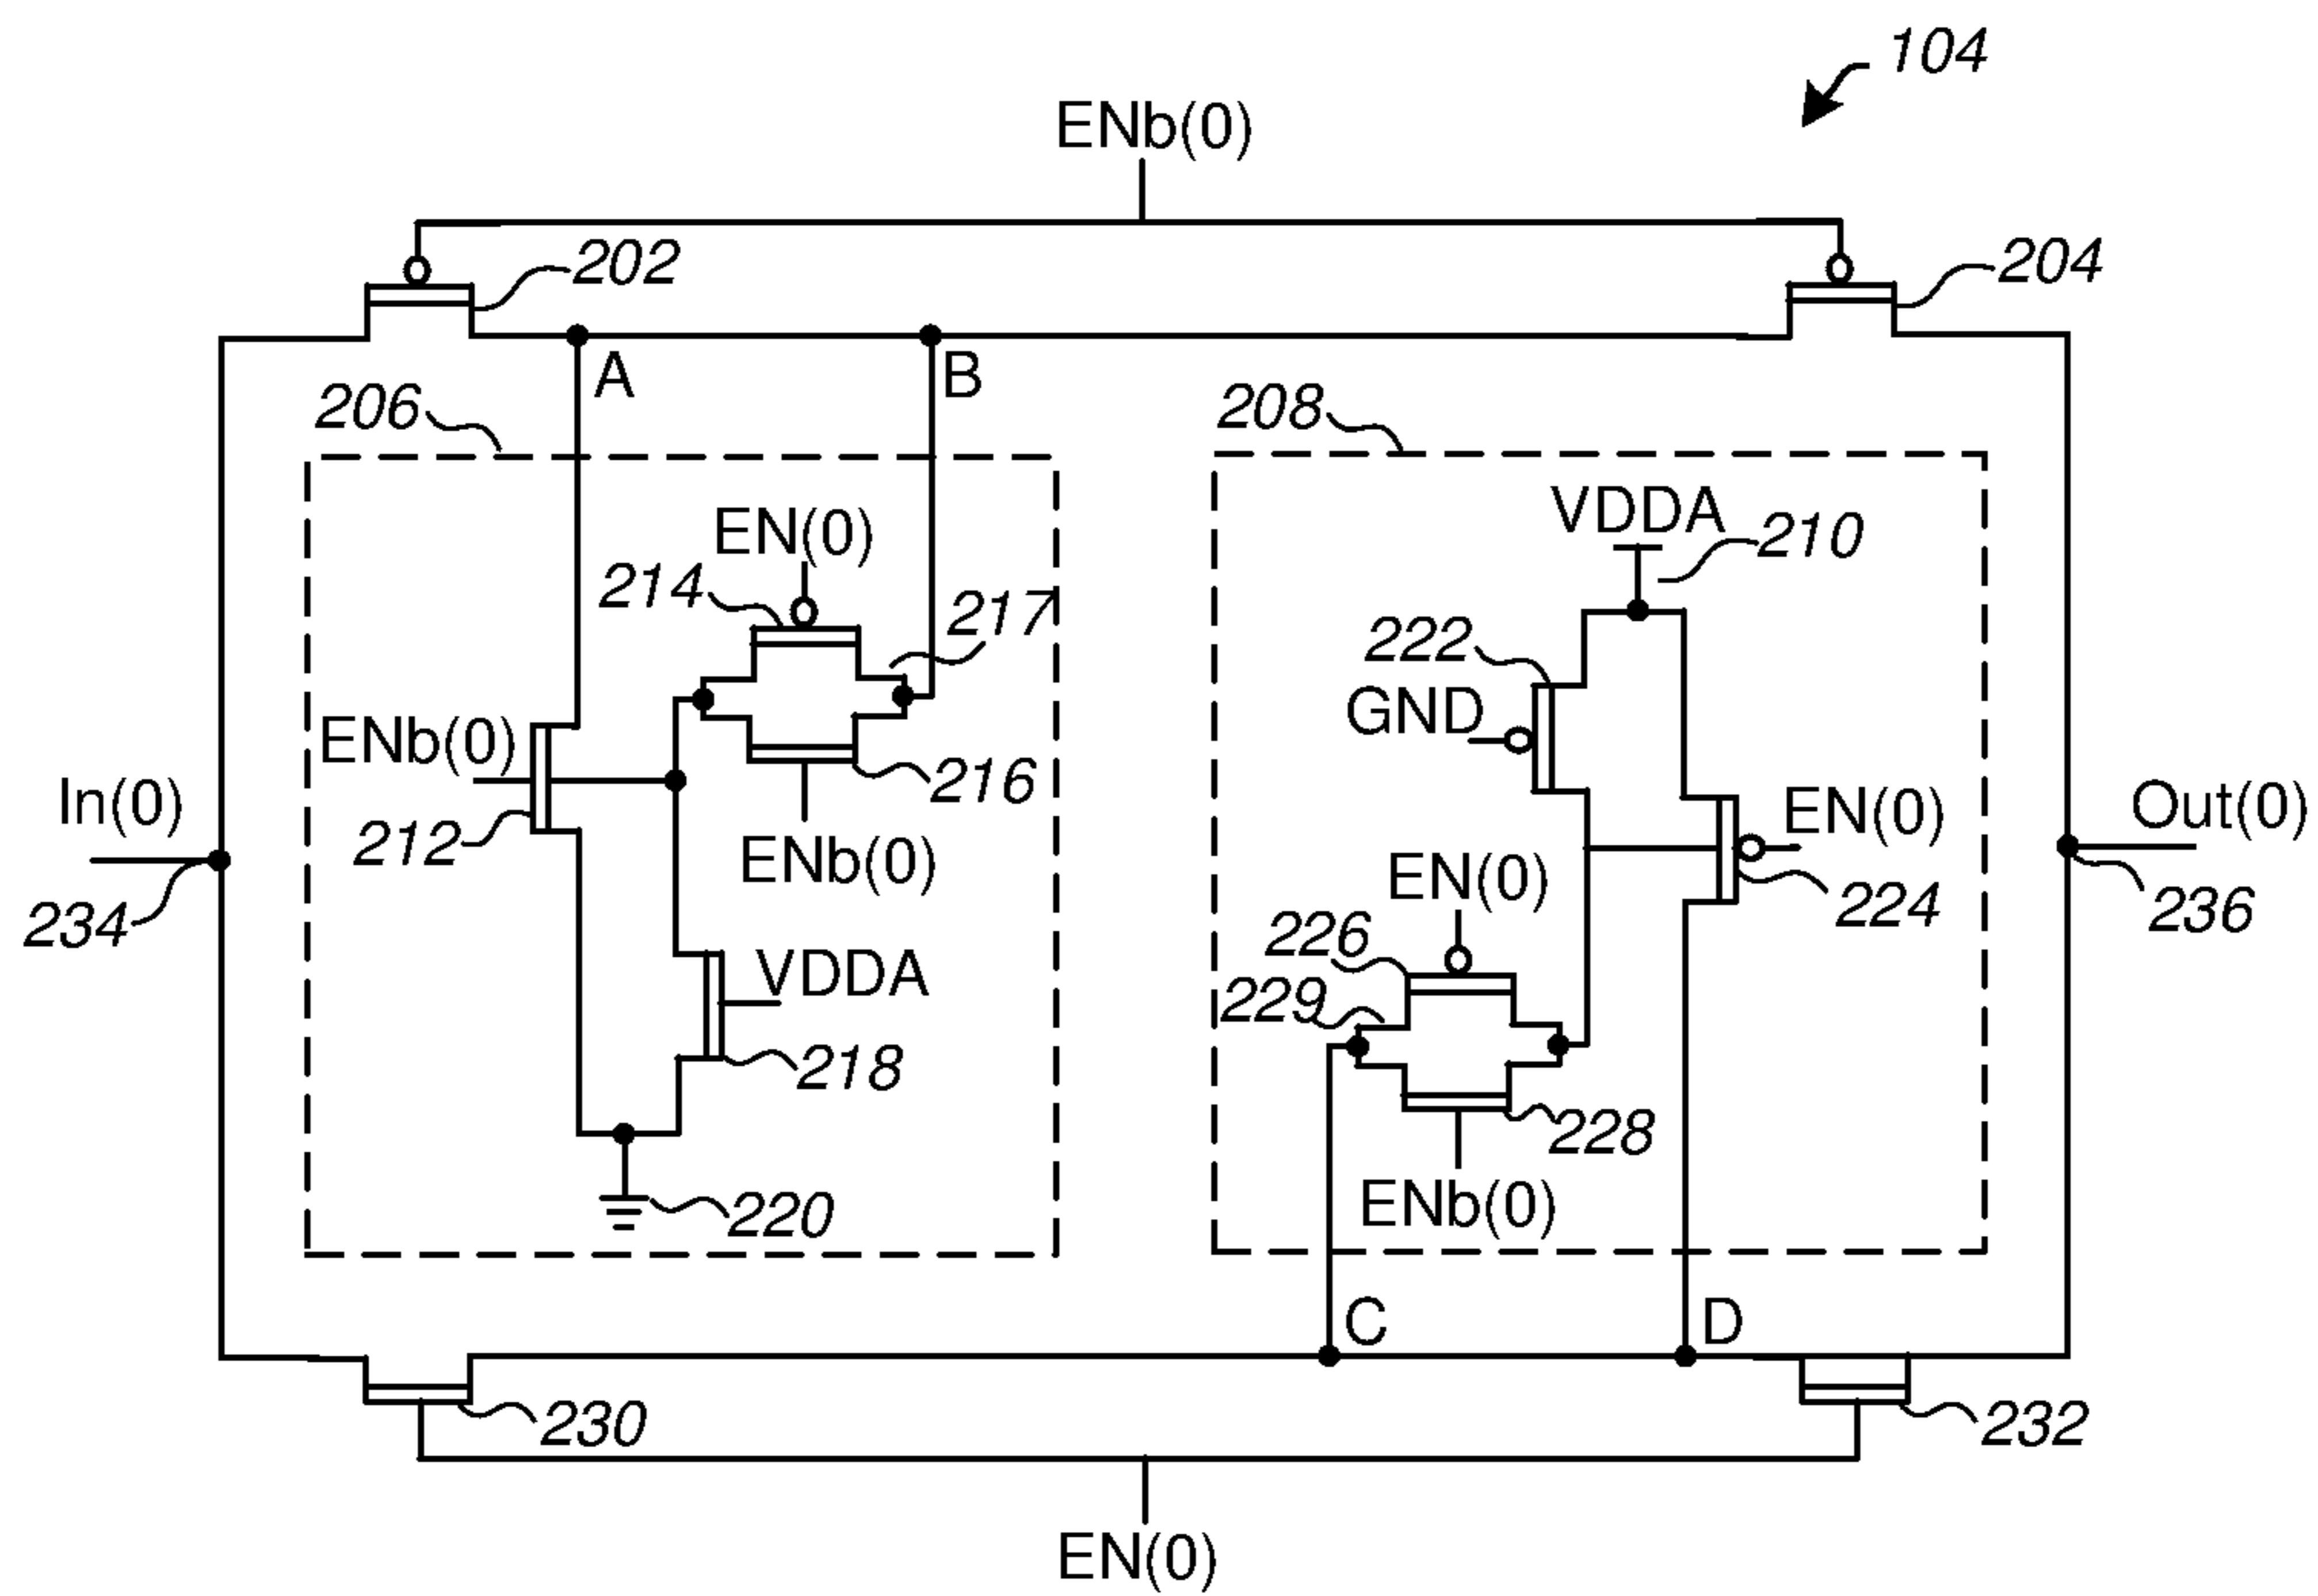 104
ENb(0)
202
204
A
B
206
208
VDDA
210
EN(0)
214
217
222
GND
ENb(0)
216
In(0)
212
ENb(0)
EN(0)
Out(0)
EN(0)
224
236
234
226
VDDA
229
218
228
220
ENb(0)
C
D
230
232
EN(0)